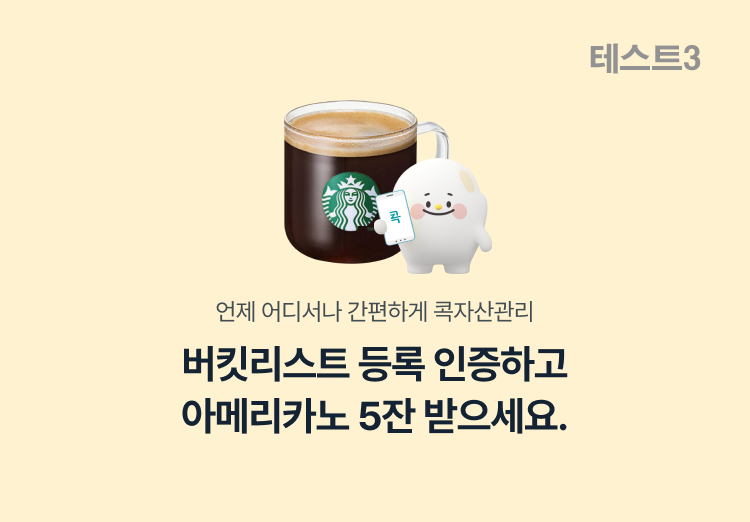 테스트3
콕
언제 어디서나 간편하게 콕자산관리
버킷리스트 등록 인증하고
아메리카노 5잔 받으세요.